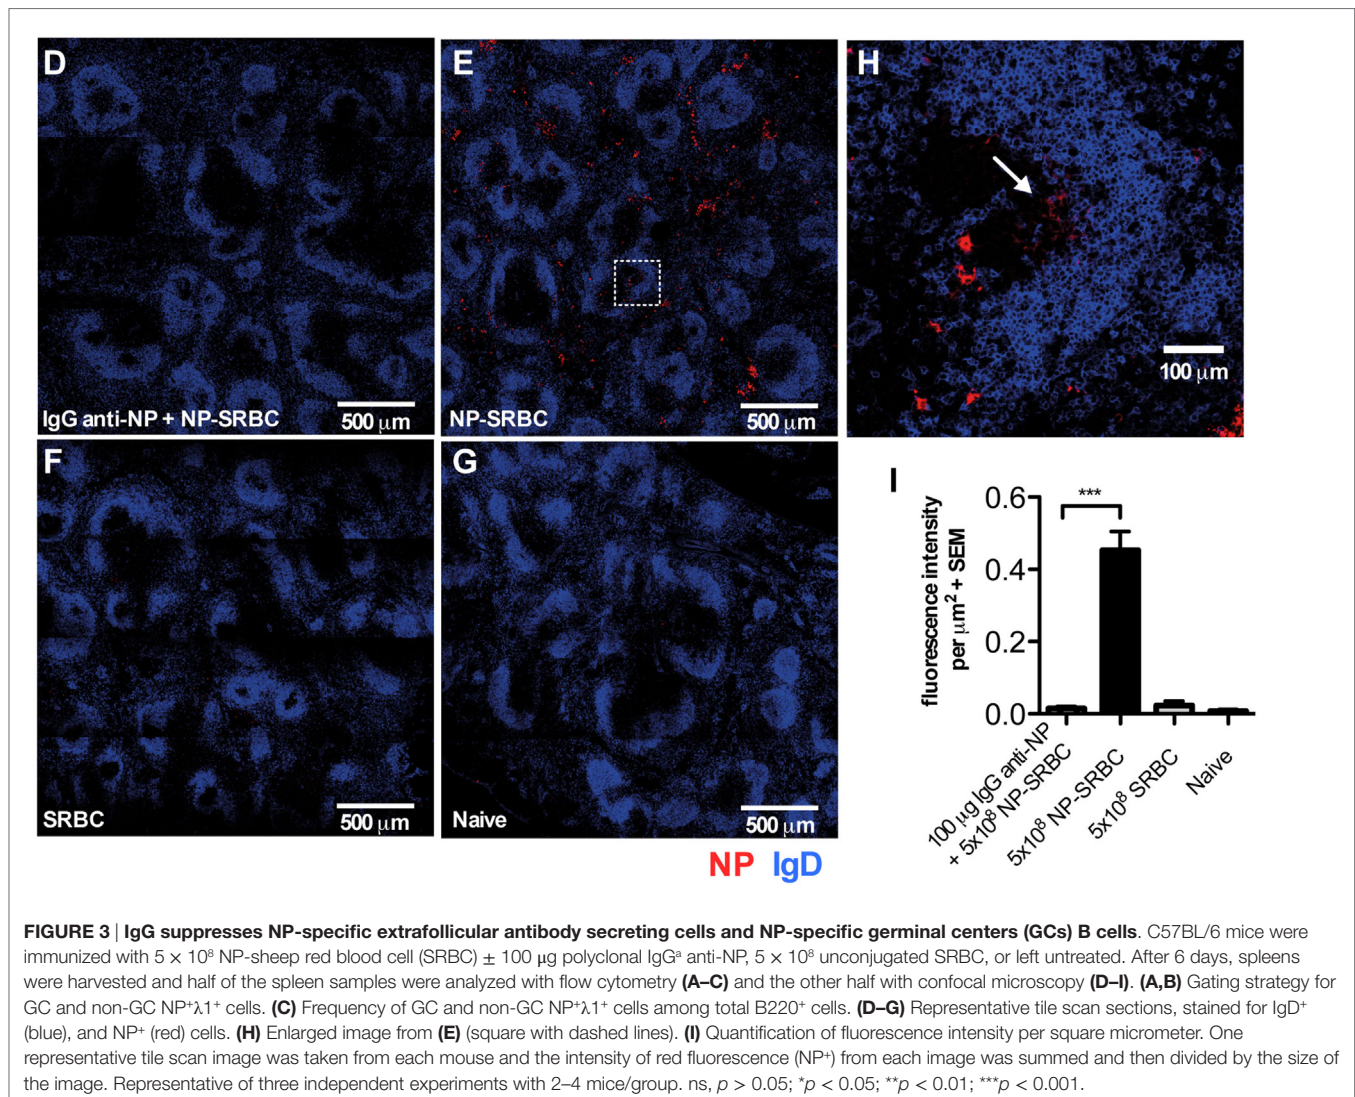 D
E
H
IgG anti-NP + NP-SRBC
500 μm
NP-SRBC
500 μm
100 μm
F
G
SRBC
500 μm
Naive
500 μm
NP IgD
I
fluorescence intensity
per μm² + SEM
0.6
0.4
0.2
0.0
***
100 μg IgG anti-NP
+ 5x10⁸ NP-SRBC
5x10⁸ NP-SRBC
5x10⁸ SRBC
Naive
FIGURE 3 | IgG suppresses NP-specific extrafollicular antibody secreting cells and NP-specific germinal centers (GCs) B cells. C57BL/6 mice were
immunized with 5 × 10⁸ NP-sheep red blood cell (SRBC) ± 100 μg polyclonal IgGᵃ anti-NP, 5 × 10⁸ unconjugated SRBC, or left untreated. After 6 days, spleens
were harvested and half of the spleen samples were analyzed with flow cytometry (A–C) and the other half with confocal microscopy (D–I). (A,B) Gating strategy for
GC and non-GC NP⁺λ1⁺ cells. (C) Frequency of GC and non-GC NP⁺λ1⁺ cells among total B220⁺ cells. (D–G) Representative tile scan sections, stained for IgD⁺
(blue), and NP⁺ (red) cells. (H) Enlarged image from (E) (square with dashed lines). (I) Quantification of fluorescence intensity per square micrometer. One
representative tile scan image was taken from each mouse and the intensity of red fluorescence (NP⁺) from each image was summed and then divided by the size of
the image. Representative of three independent experiments with 2–4 mice/group. ns, p > 0.05; *p < 0.05; **p < 0.01; ***p < 0.001.